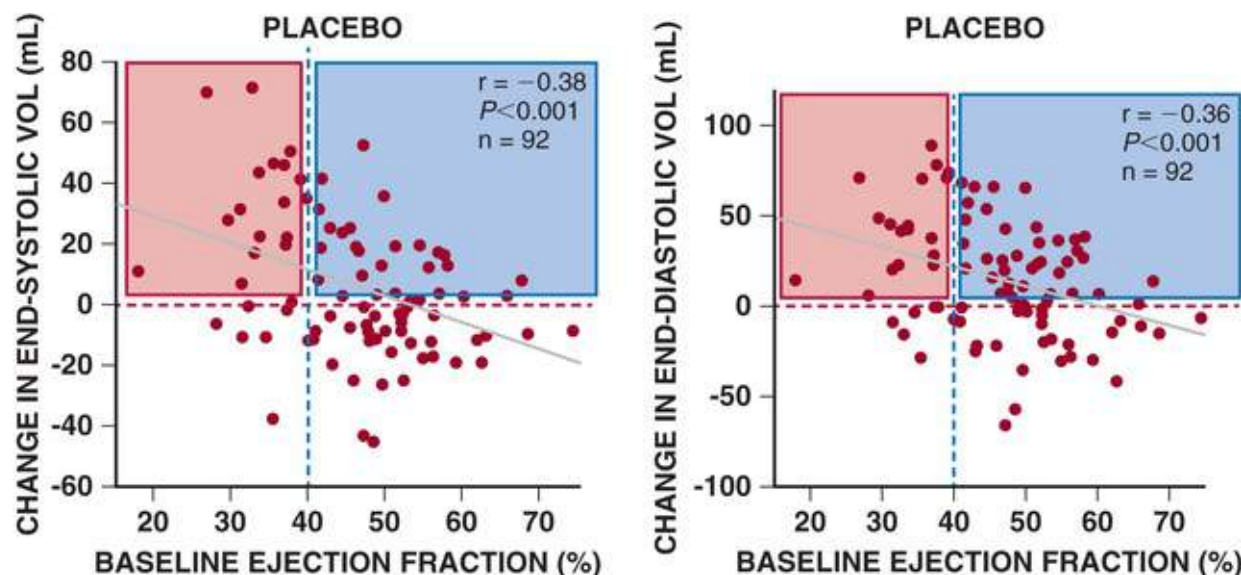 PLACEBO
CHANGE IN END-SYSTOLIC VOL (mL)
80
60
40
20
0
-20
-40
-60
r = −0.38
P<0.001
n = 92
20 30 40 50 60 70
BASELINE EJECTION FRACTION (%)
PLACEBO
CHANGE IN END-DIASTOLIC VOL (mL)
100
50
0
-50
-100
r = −0.36
P<0.001
n = 92
20 30 40 50 60 70
BASELINE EJECTION FRACTION (%)